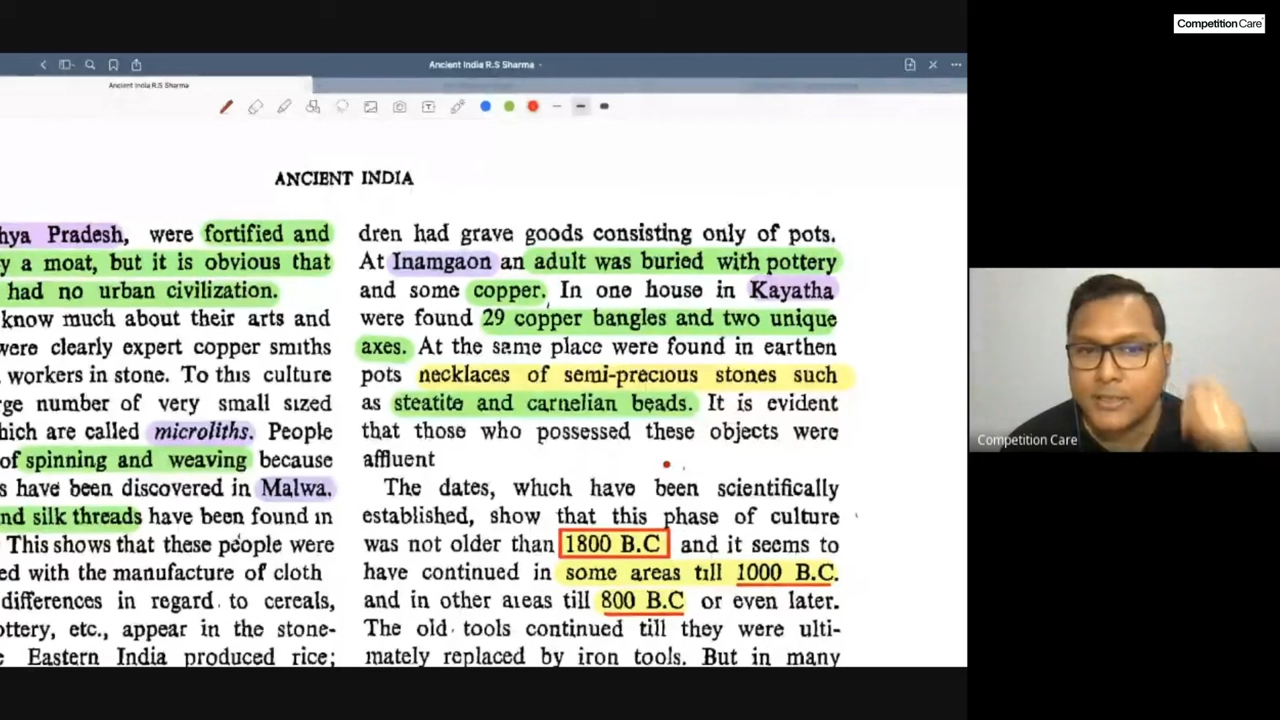 CompetitionCare
Ancient India R.S Sharma
Ancient India R.S Sharma
ANCIENT INDIA
hya Pradesh, were fortified and
y a moat, but it is obvious that
had no urban civilization.
know much about their arts and
were clearly expert copper smiths
workers in stone. To this culture
rge number of very small sized
hich are called microliths. People
of spinning and weaving because
s have been discovered in Malwa.
nd silk threads have been found in
This shows that these people were
ed with the manufacture of cloth
differences in regard to cereals,
ottery, etc., appear in the stone-
Eastern India produced rice;
dren had grave goods consisting only of pots.
At Inamgaon an adult was buried with pottery
and some copper. In one house in Kayatha
were found 29 copper bangles and two unique
axes. At the same place were found in earthen
pots necklaces of semi-precious stones such
as steatite and carnelian beads. It is evident
that those who possessed these objects were
affluent
The dates, which have been scientifically
established, show that this phase of culture
was not older than 1800 B.C and it seems to
have continued in some areas till 1000 B.C.
and in other areas till 800 B.C or even later.
The old tools continued till they were ulti-
mately replaced by iron tools. But in many
Competition Care